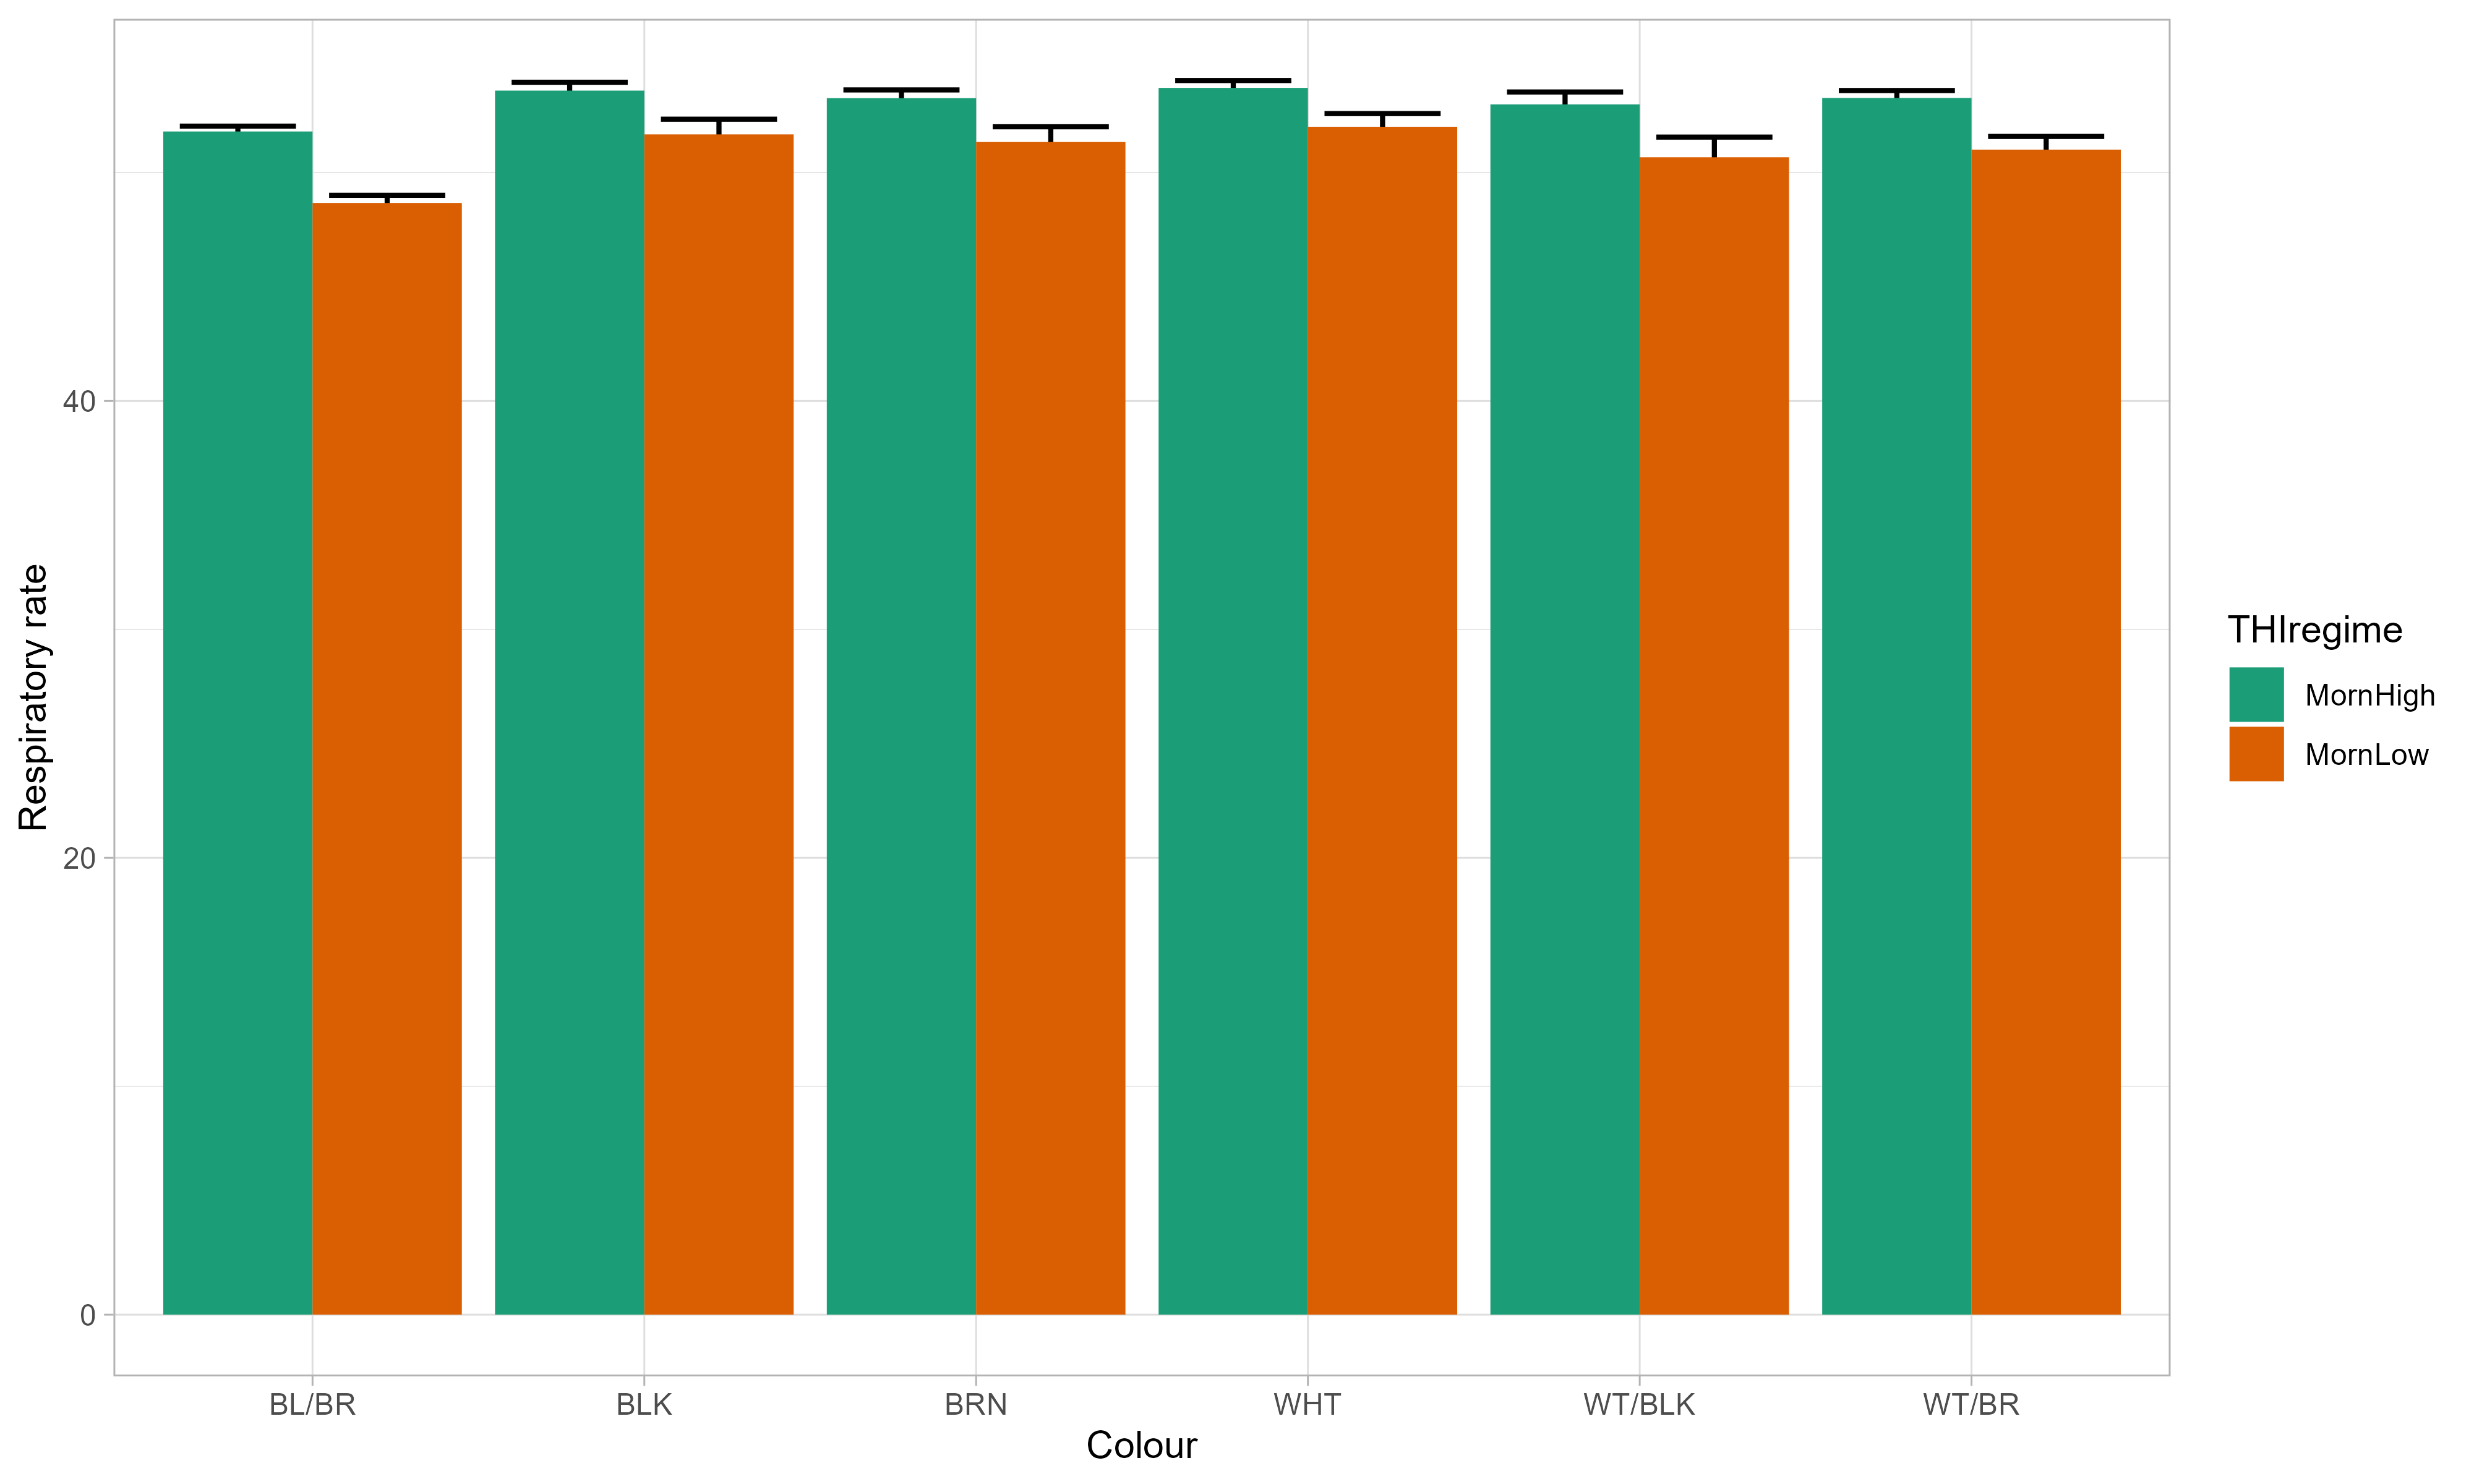 Respiratory rate
40
20
0
BL/BR BLK BRN WHT WT/BLK WT/BR
Colour
THIregime
MornHigh
MornLow